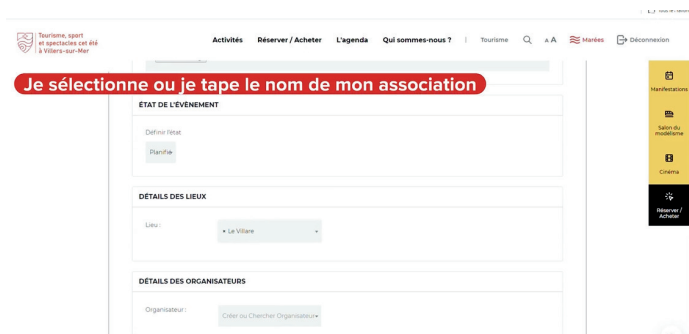 Tourisme, sport
et spectacles cet été
à Villers-sur-Mer
Activités Réserver / Acheter L'agenda Qui sommes-nous ? | Tourisme A A Marées Déconnexion
Je sélectionne ou je tape le nom de mon association
Manifestations
ÉTAT DE L'ÉVÈNEMENT
Définir l'état
Planifié
Salon du
modélisme
Cinéma
DÉTAILS DES LIEUX
Réserver /
Acheter
Lieu :
× Le Villare
DÉTAILS DES ORGANISATEURS
Organisateur :
Créer ou Chercher Organisateur